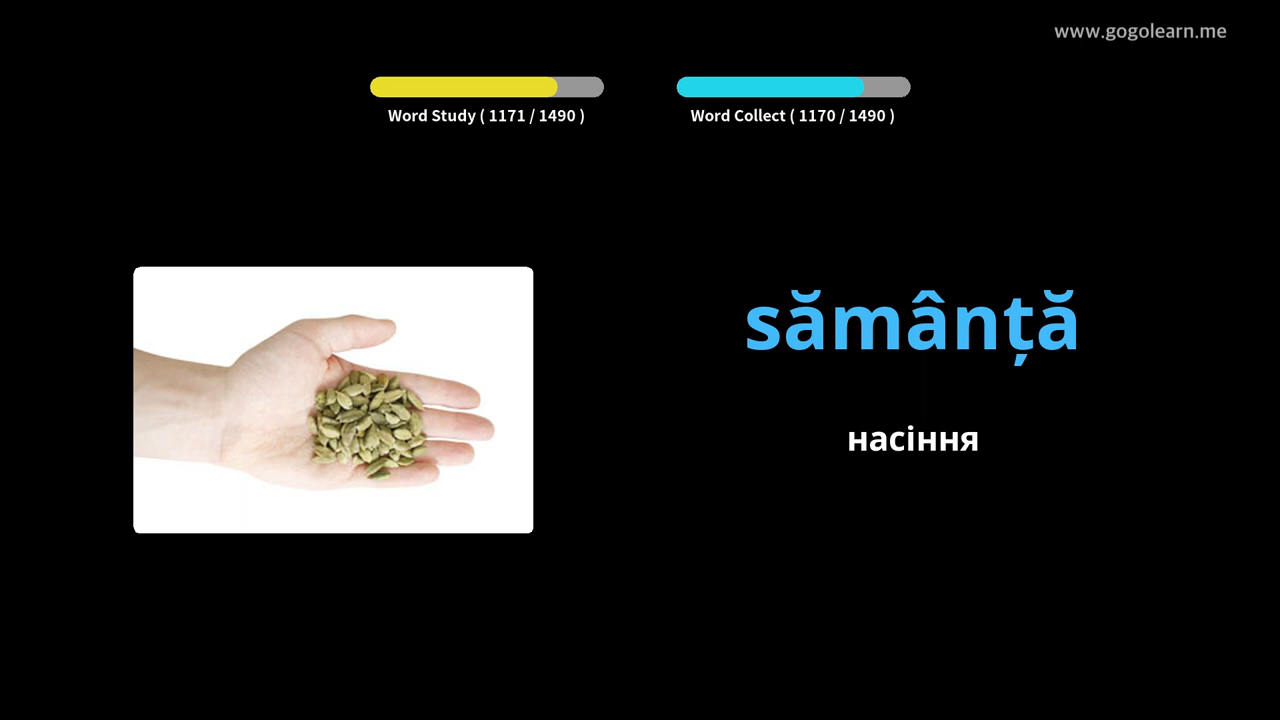 www.gogolearn.me
Word Study ( 1171 / 1490 )
Word Collect ( 1170 / 1490 )
sămânță
насіння